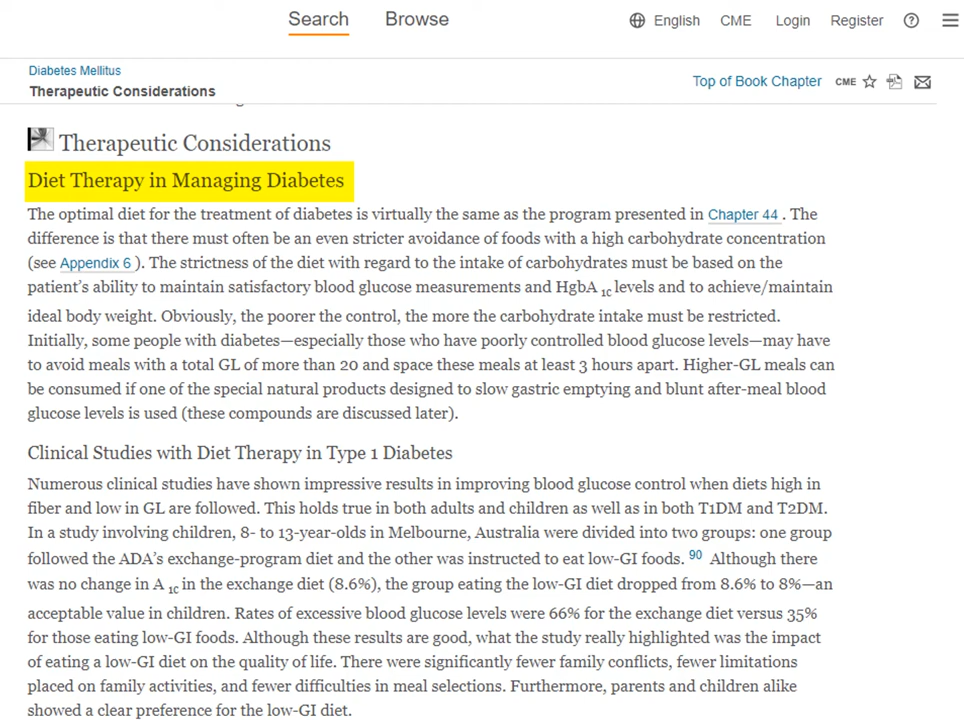 Search Browse English CME Login Register
Diabetes Mellitus
Therapeutic Considerations Top of Book Chapter CME
Therapeutic Considerations
Diet Therapy in Managing Diabetes
The optimal diet for the treatment of diabetes is virtually the same as the program presented in Chapter 44 . The
difference is that there must often be an even stricter avoidance of foods with a high carbohydrate concentration
(see Appendix 6 ). The strictness of the diet with regard to the intake of carbohydrates must be based on the
patient's ability to maintain satisfactory blood glucose measurements and HgbA 1C levels and to achieve/maintain
ideal body weight. Obviously, the poorer the control, the more the carbohydrate intake must be restricted.
Initially, some people with diabetes—especially those who have poorly controlled blood glucose levels—may have
to avoid meals with a total GL of more than 20 and space these meals at least 3 hours apart. Higher-GL meals can
be consumed if one of the special natural products designed to slow gastric emptying and blunt after-meal blood
glucose levels is used (these compounds are discussed later).
Clinical Studies with Diet Therapy in Type 1 Diabetes
Numerous clinical studies have shown impressive results in improving blood glucose control when diets high in
fiber and low in GL are followed. This holds true in both adults and children as well as in both T1DM and T2DM.
In a study involving children, 8- to 13-year-olds in Melbourne, Australia were divided into two groups: one group
followed the ADA's exchange-program diet and the other was instructed to eat low-GI foods. 90 Although there
was no change in A 1C in the exchange diet (8.6%), the group eating the low-GI diet dropped from 8.6% to 8%—an
acceptable value in children. Rates of excessive blood glucose levels were 66% for the exchange diet versus 35%
for those eating low-GI foods. Although these results are good, what the study really highlighted was the impact
of eating a low-GI diet on the quality of life. There were significantly fewer family conflicts, fewer limitations
placed on family activities, and fewer difficulties in meal selections. Furthermore, parents and children alike
showed a clear preference for the low-GI diet.